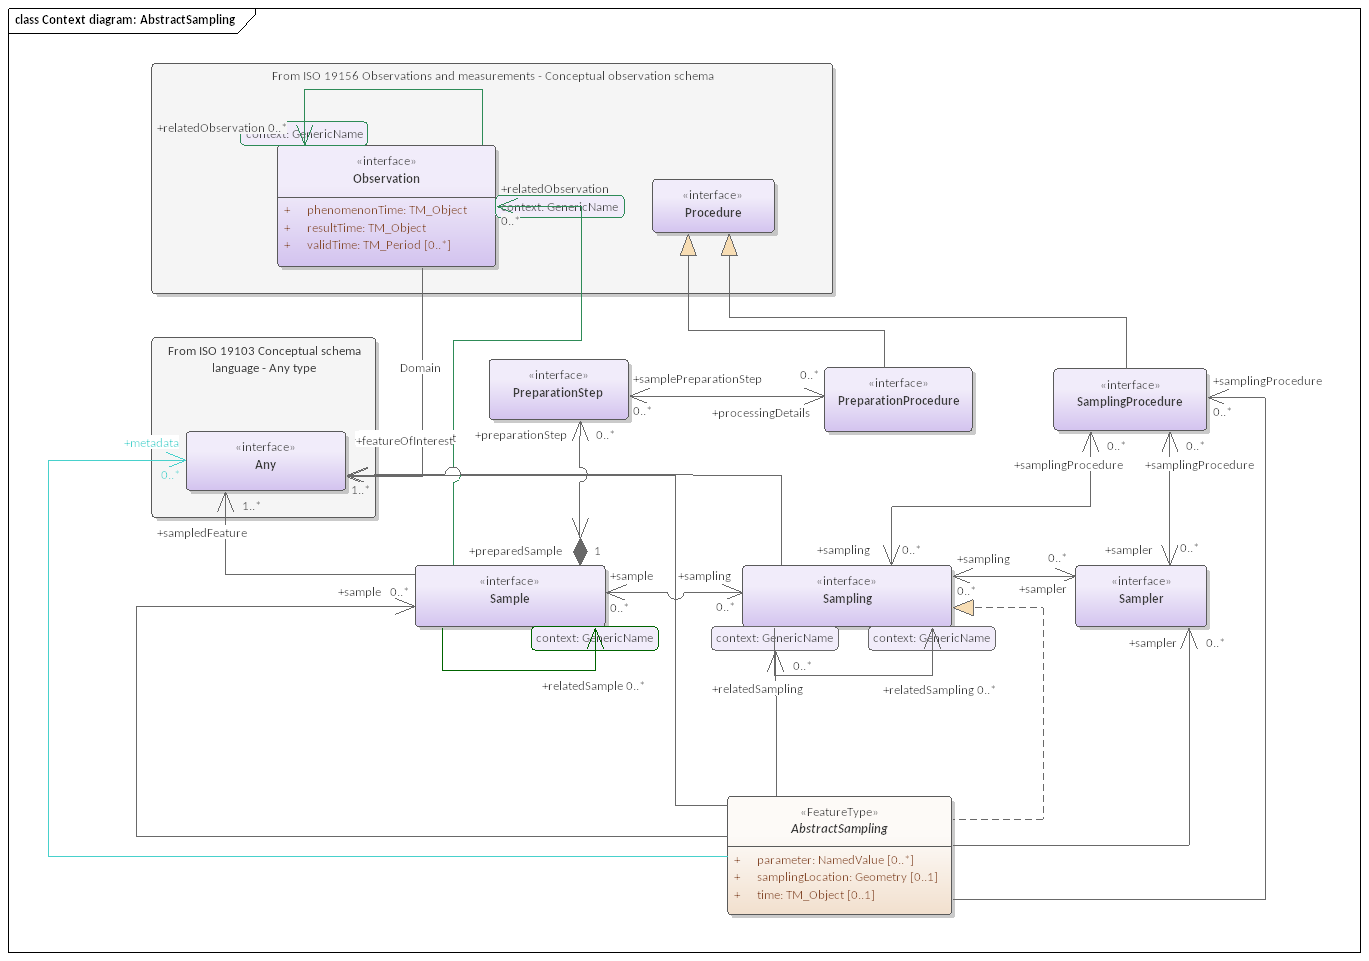 class Context diagram: AbstractSampling
From ISO 19156 Observations and measurements - Conceptual observation schema
+relatedObservation 0..*
context: GenericName
«interface»
Observation
+ phenomenonTime: TM_Object
+ resultTime: TM_Object
+ validTime: TM_Period [0..*]
+relatedObservation
context: GenericName
0..*
«interface»
Procedure
From ISO 19103 Conceptual schema
language - Any type
Domain
«interface»
PreparationStep
+samplePreparationStep
0..*
0..*
+processingDetails
«interface»
PreparationProcedure
«interface»
SamplingProcedure
+samplingProcedure
0..*
+metadata
0..*
«interface»
Any
+featureOfInterest
1..*
+preparationStep
0..*
0..*
+samplingProcedure
0..*
+samplingProcedure
1..*
+sampledFeature
+preparedSample
1
+sampling
0..*
+sampler
0..*
+sample
0..*
«interface»
Sample
+sample
0..*
+sampling
0..*
«interface»
Sampling
+sampling
0..*
0..*
+sampler
«interface»
Sampler
context: GenericName
+relatedSample 0..*
context: GenericName
context: GenericName
0..*
+relatedSampling
+relatedSampling 0..*
+sampler
0..*
«FeatureType»
AbstractSampling
+ parameter: NamedValue [0..*]
+ samplingLocation: Geometry [0..1]
+ time: TM_Object [0..1]